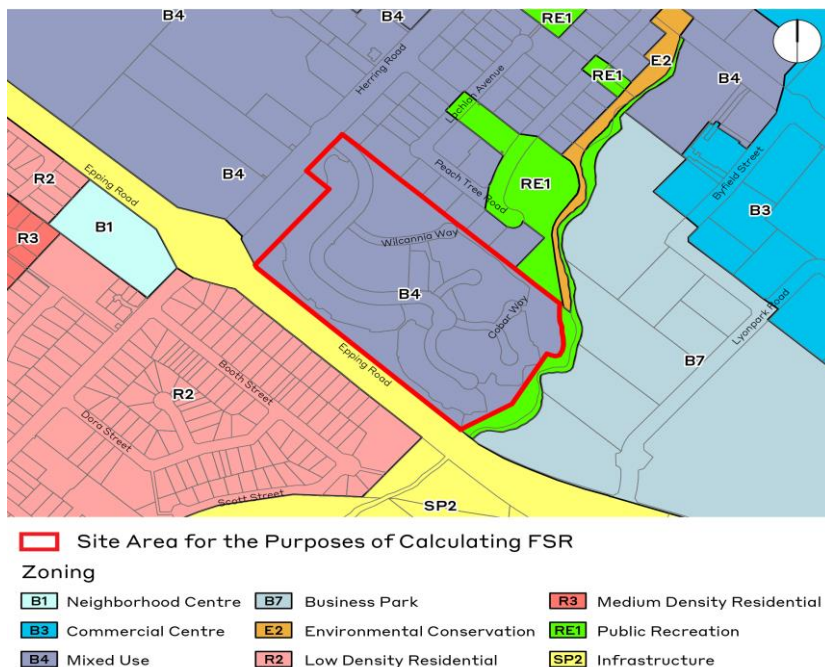 B4
B4
RE1
E2
Herring Road
Lachlan Avenue
RE1
B4
R2
Epping Road
B4
Peach Tree Road
RE1
Byfield Street
B3
R3
B1
Wilcannia Way
B4
Cobar Way
Lyonpark Road
B7
Epping Road
R2
Booth Street
Dora Street
Scott Street
SP2
Site Area for the Purposes of Calculating FSR
Zoning
B1 Neighborhood Centre B7 Business Park R3 Medium Density Residential
B3 Commercial Centre E2 Environmental Conservation RE1 Public Recreation
B4 Mixed Use R2 Low Density Residential SP2 Infrastructure